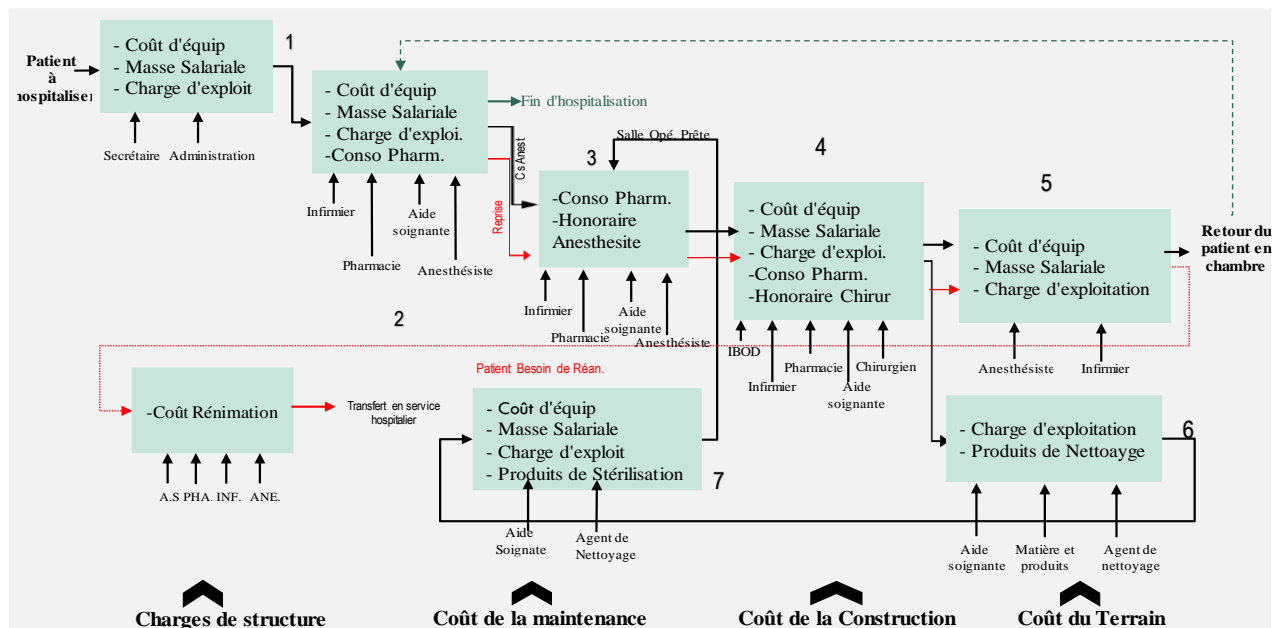 Patient
à
ospitaliser
- Coût d'équip
- Masse Salariale
- Charge d'exploit
1
Secrétaire
Administration
- Coût d'équip
- Masse Salariale
- Charge d'exploi.
-Conso Pharm.
Fin d'hospitalisation
Infirmier
Pharmacie
Aide
soignante
Anesthésiste
2
Cs Anest
Reprise
Salle Opé. Prête
3
-Conso Pharm.
-Honoraire
Anesthesite
Infirmier
Pharmacie
Aide
soignante
Anesthésiste
4
- Coût d'équip
- Masse Salariale
- Charge d'exploi.
-Conso Pharm.
-Honoraire Chirur
IBOD
Infirmier
Pharmacie
Aide
soignante
Chirurgien
5
- Coût d'équip
- Masse Salariale
- Charge d'exploitation
Anesthésiste
Infirmier
Retour du
patient en
chambre
-Coût Rénimation
A.S PHA. INF. ANE.
Transfert en service
hospitalier
Patient Besoin de Réan.
- Coût d'équip
- Masse Salariale
- Charge d'exploit
- Produits de Stérilisation
7
Aide
Soignate
Agent de
Nettoyage
- Charge d'exploitation
- Produits de Nettoayge
6
Aide
soignante
Matière et
produits
Agent de
nettoyage
Charges de structure
Coût de la maintenance
Coût de la Construction
Coût du Terrain